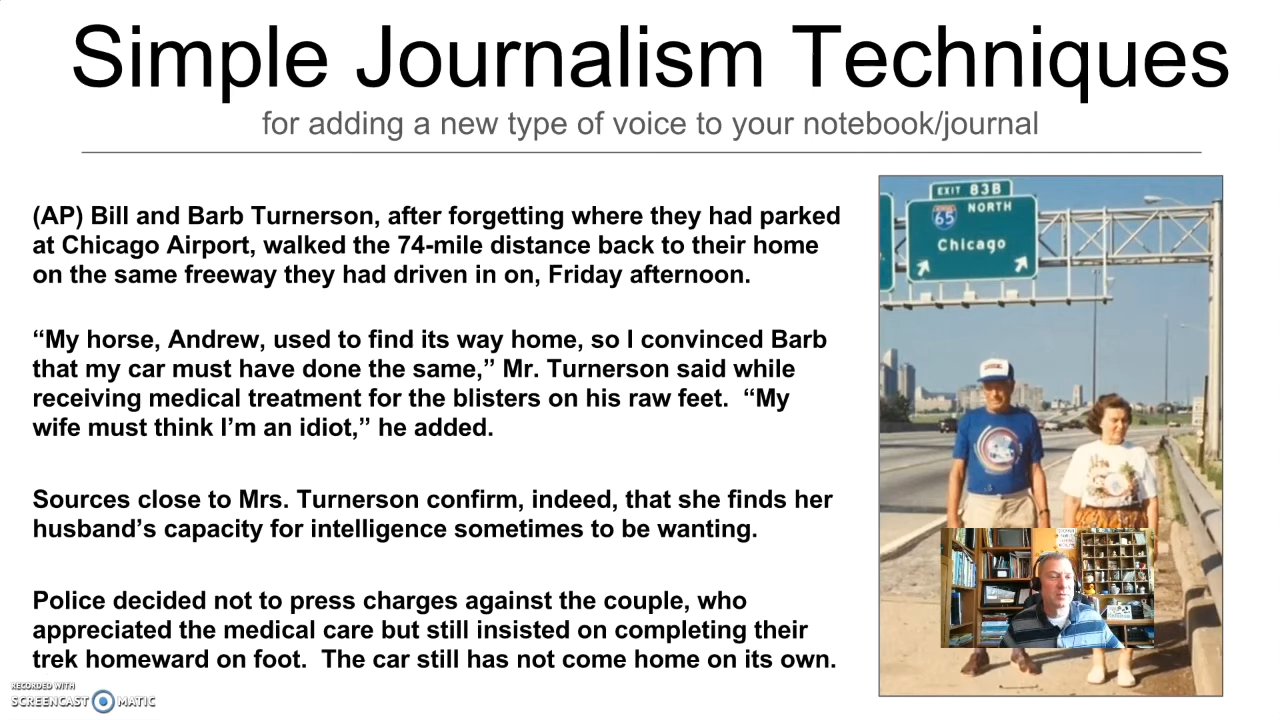 Simple Journalism Techniques
for adding a new type of voice to your notebook/journal
(AP) Bill and Barb Turnerson, after forgetting where they had parked
at Chicago Airport, walked the 74-mile distance back to their home
on the same freeway they had driven in on, Friday afternoon.
“My horse, Andrew, used to find its way home, so I convinced Barb
that my car must have done the same,” Mr. Turnerson said while
receiving medical treatment for the blisters on his raw feet.  “My
wife must think I’m an idiot,” he added.
Sources close to Mrs. Turnerson confirm, indeed, that she finds her
husband’s capacity for intelligence sometimes to be wanting.
Police decided not to press charges against the couple, who
appreciated the medical care but still insisted on completing their
trek homeward on foot.  The car still has not come home on its own.
EXIT 83B
65 NORTH
Chicago
RECORDED WITH
SCREENCAST MATIC